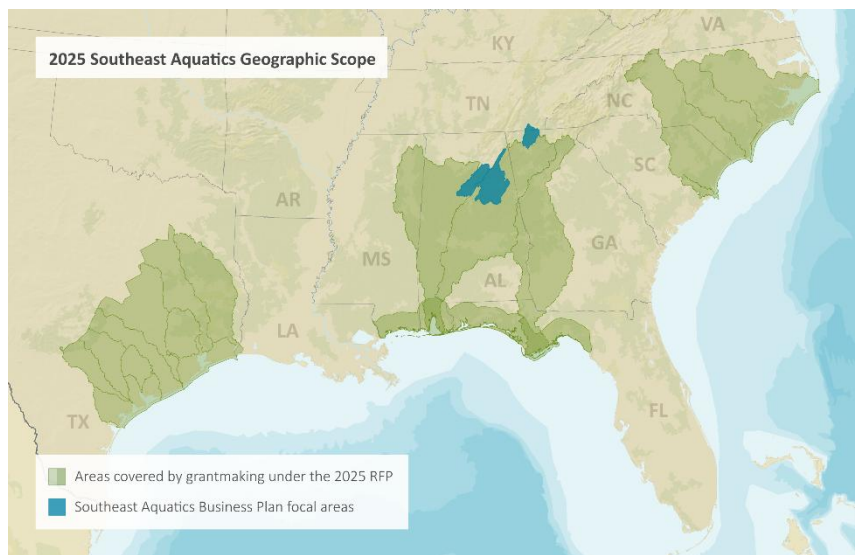 2025 Southeast Aquatics Geographic Scope
KY
VA
TN
NC
AR
SC
MS
AL
GA
LA
TX
FL
Areas covered by grantmaking under the 2025 RFP
Southeast Aquatics Business Plan focal areas